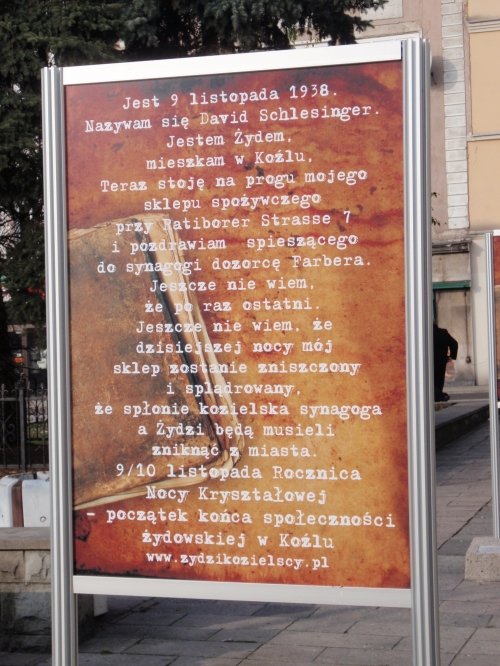 Jest 9 listopada 1938.
Nazywam się David Schlesinger.
Jestem Żydem,
mieszkam w Koźlu,
Teraz stoję na progu mojego
sklepu spożywczego
przy Ratiborer Strasse 7
i pozdrawiam spieszącego
do synagogi dozorcę Farbera.
Jeszcze nie wiem,
że po raz ostatni.
Jeszcze nie wiem, że
dzisiejszej nocy mój
sklep zostanie zniszczony
i splądrowany,
że spłonie kozielska synagoga
a Żydzi będą musieli
zniknąć z miasta.
9/10 listopada Rocznica
Nocy Kryształowej
- początek końca społeczności
żydowskiej w Koźlu
www.zydzikozielscy.pl